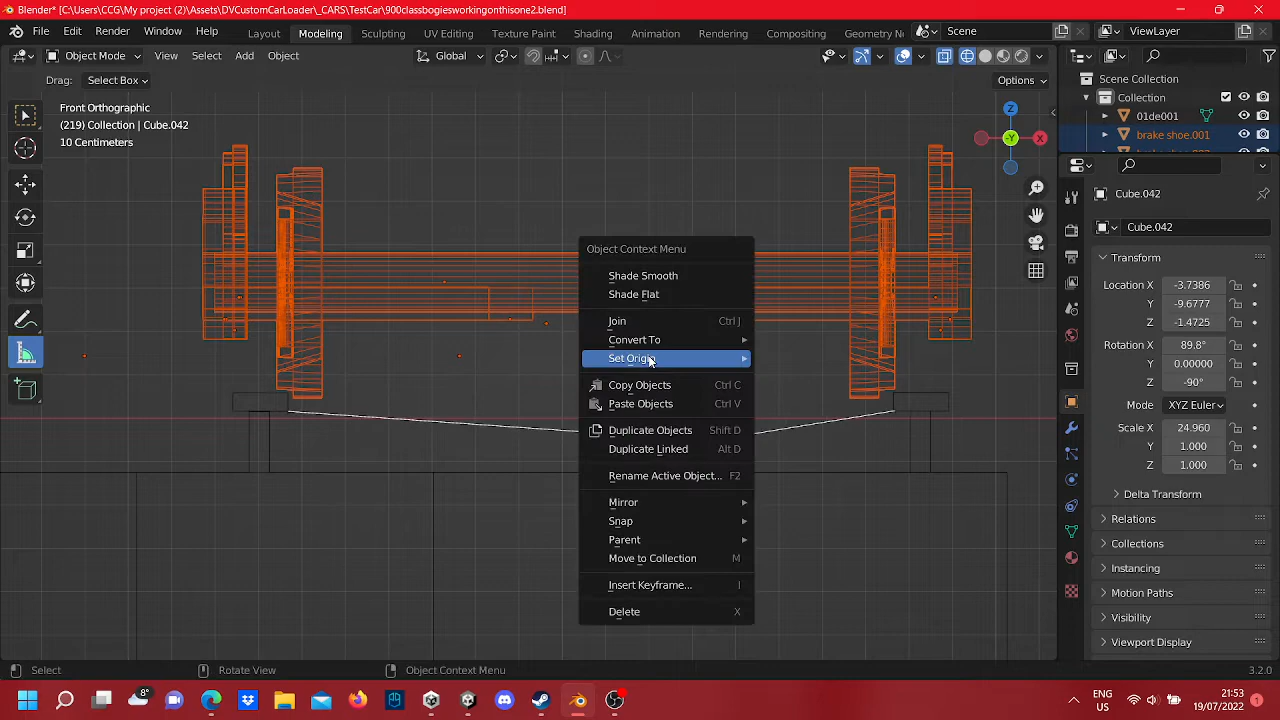 Blender* [C:\Users\CCG\My project (2)\Assets\DVCustomCarLoader\_CARS\TestCar\900classbogiesworkingonthisone2.blend]
File Edit Render Window Help Layout Modeling Sculpting UV Editing Texture Paint Shading Animation Rendering Compositing Geometry N Scene ViewLayer
Object Mode View Select Add Object Global
Drag: Select Box Options
Front Orthographic
(219) Collection | Cube.042
10 Centimeters
Z
-Y
X
Scene Collection
Collection
01de001
brake shoe.001
Cube.042
Cube.042
Transform
Location X -3.7386
Y -9.6777
Z -1.4725
Rotation X 89.8°
Y 0.00000
Z -90°
Mode XYZ Euler
Scale X 24.960
Y 1.000
Z 1.000
Delta Transform
Relations
Collections
Instancing
Motion Paths
Visibility
Viewport Display
Object Context Menu
Shade Smooth
Shade Flat
Join Ctrl J
Convert To
Set Origi
Copy Objects Ctrl C
Paste Objects Ctrl V
Duplicate Objects Shift D
Duplicate Linked Alt D
Rename Active Object... F2
Mirror
Snap
Parent
Move to Collection M
Insert Keyframe... I
Delete X
Select Rotate View Object Context Menu 3.2.0
8°
ENG
UK
21:53
19/07/2022
1